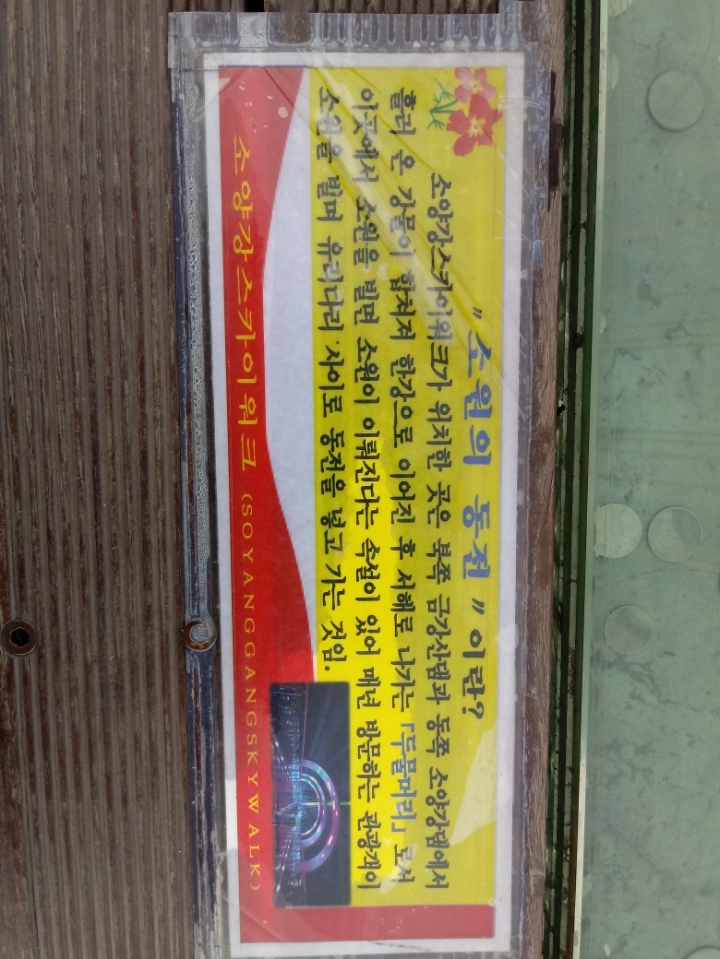 "소원의 동전"이란?
소양강스카이워크가 위치한 곳은 북쪽 금강산댐과 동쪽 소양강댐에서
흘러 온 강물이 합쳐져 한강으로 이어진 후 서해로 나가는 「두물머리」로서
이곳에서 소원을 빌면 소원이 이뤄진다는 속설이 있어 매년 방문하는 관광객이
소원을 빌며 유리다리 사이로 동전을 넣고 가는 것임.
소양강스카이워크 (SOYANGGANGSKYWALK)